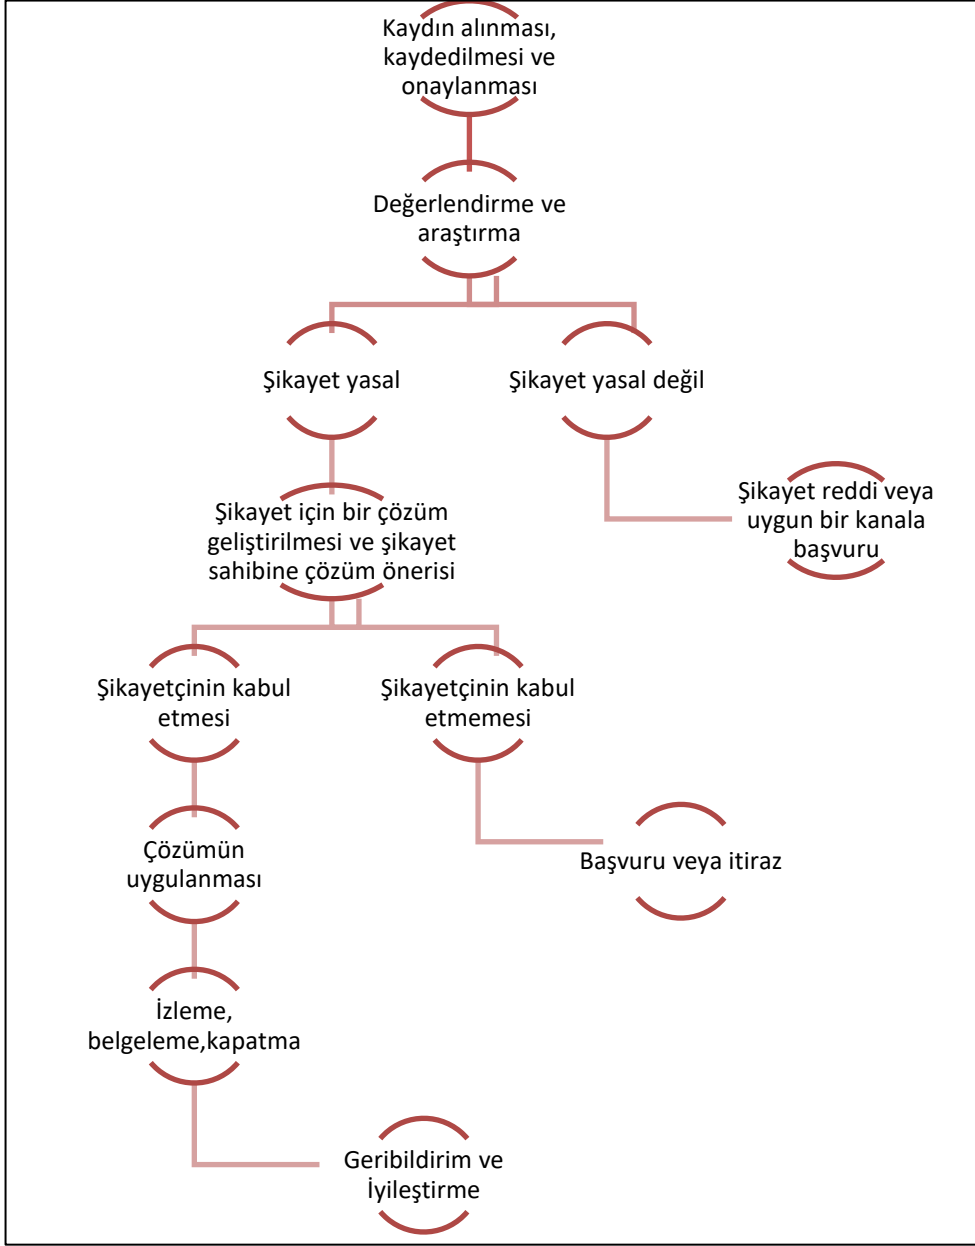 Kaydın alınması,
kaydedilmesi ve
onaylanması
Değerlendirme ve
araştırma
Şikayet yasal
Şikayet yasal değil
Şikayet reddi veya
uygun bir kanala
başvuru
Şikayet için bir çözüm
geliştirilmesi ve şikayet
sahibine çözüm önerisi
Şikayetçinin kabul
etmesi
Şikayetçinin kabul
etmemesi
Çözümün
uygulanması
Başvuru veya itiraz
İzleme,
belgeleme,kapatma
Geribildirim ve
İyileştirme